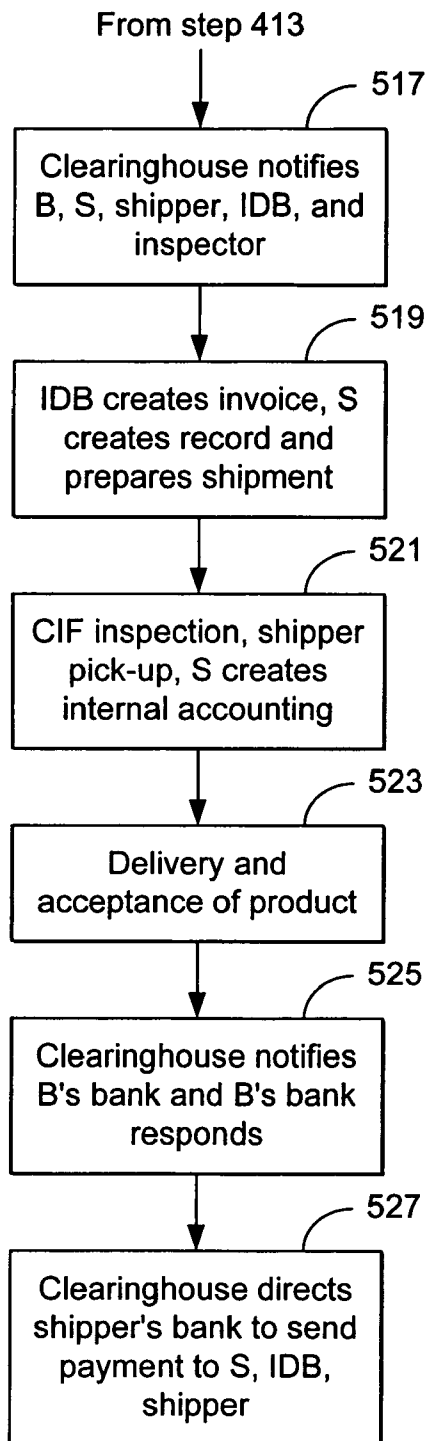 From step 413
517
Clearinghouse notifies
B, S, shipper, IDB, and
inspector
519
IDB creates invoice, S
creates record and
prepares shipment
521
CIF inspection, shipper
pick-up, S creates
internal accounting
523
Delivery and
acceptance of product
525
Clearinghouse notifies
B's bank and B's bank
responds
527
Clearinghouse directs
shipper's bank to send
payment to S, IDB,
shipper